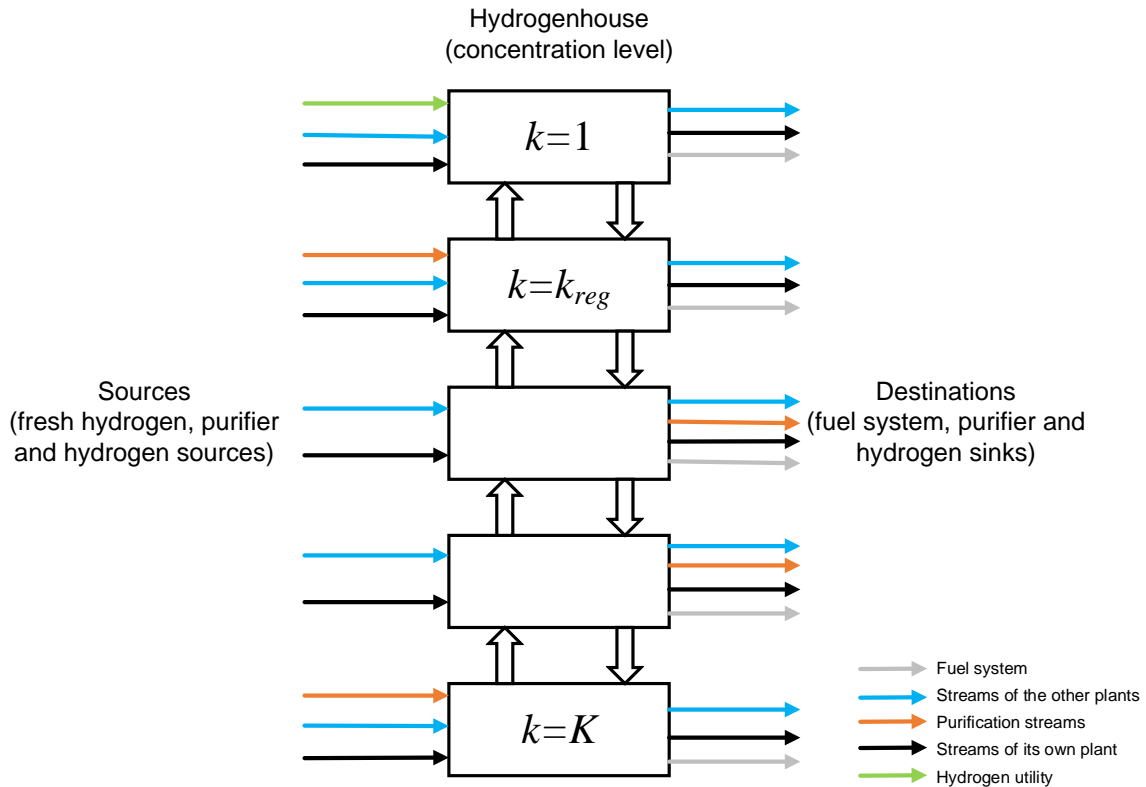 Hydrogenhouse
(concentration level)
k=1
k=k_reg
Sources
(fresh hydrogen, purifier
and hydrogen sources)
Destinations
(fuel system, purifier and
hydrogen sinks)
k=K
Fuel system
Streams of the other plants
Purification streams
Streams of its own plant
Hydrogen utility